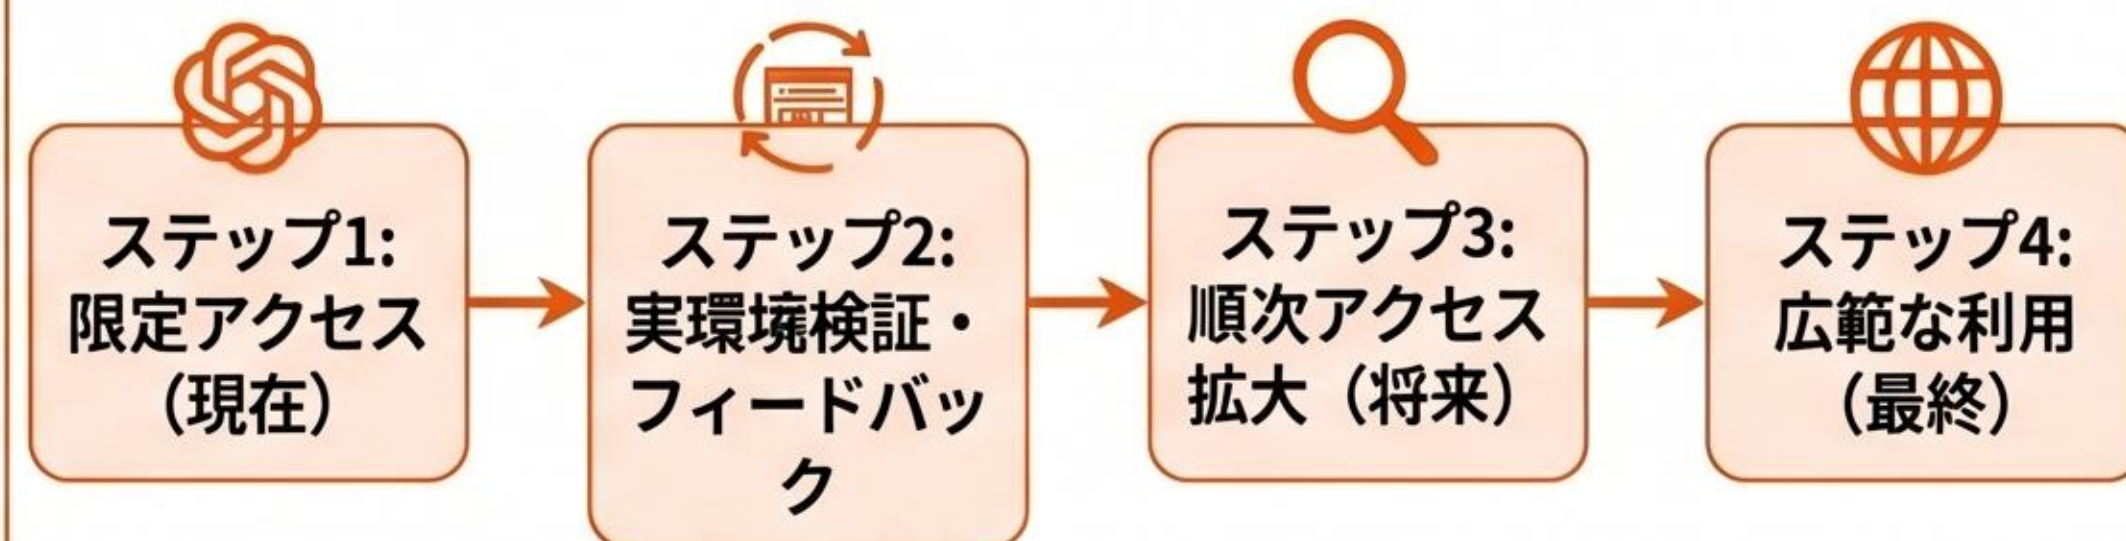 ステップ1:
限定アクセス
（現在）
ステップ2:
実環境検証・
フィードバッ
ク
ステップ3:
順次アクセス
拡大（将来）
ステップ4:
広範な利用
（最終）